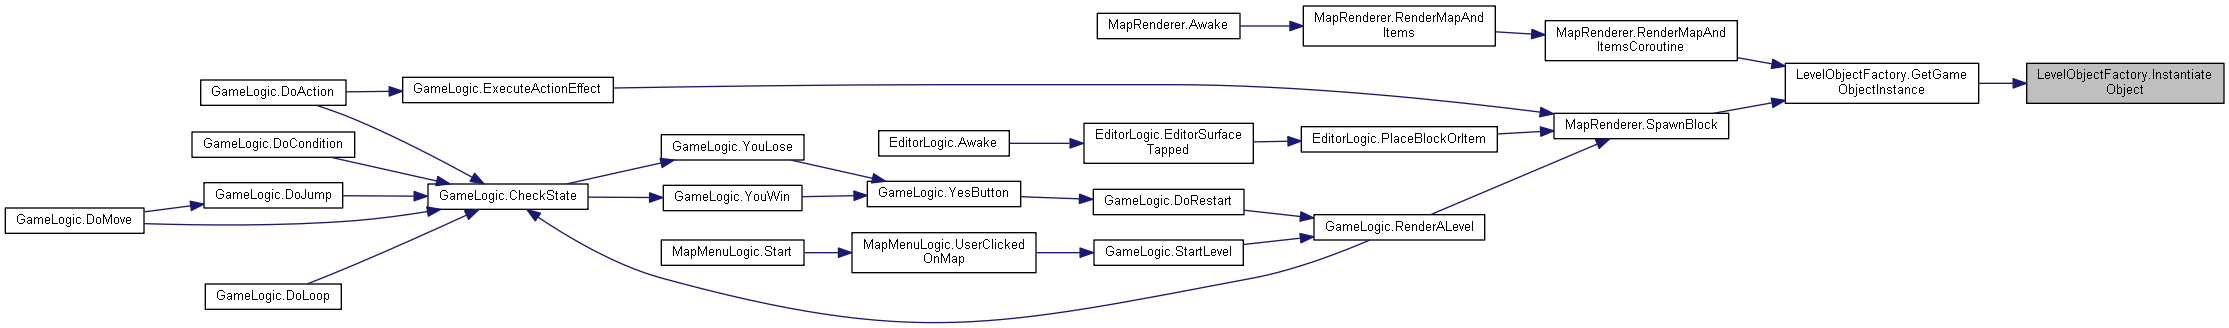 MapRenderer.Awake
MapRenderer.RenderMapAnd
Items
MapRenderer.RenderMapAnd
ItemsCoroutine
LevelObjectFactory.GetGame
ObjectInstance
LevelObjectFactory.Instantiate
Object
GameLogic.DoAction
GameLogic.ExecuteActionEffect
MapRenderer.SpawnBlock
GameLogic.DoCondition
GameLogic.YouLose
EditorLogic.Awake
EditorLogic.EditorSurface
Tapped
EditorLogic.PlaceBlockOrItem
GameLogic.DoJump
GameLogic.CheckState
GameLogic.YouWin
GameLogic.YesButton
GameLogic.DoRestart
GameLogic.DoMove
GameLogic.RenderALevel
MapMenuLogic.Start
MapMenuLogic.UserClicked
OnMap
GameLogic.StartLevel
GameLogic.DoLoop